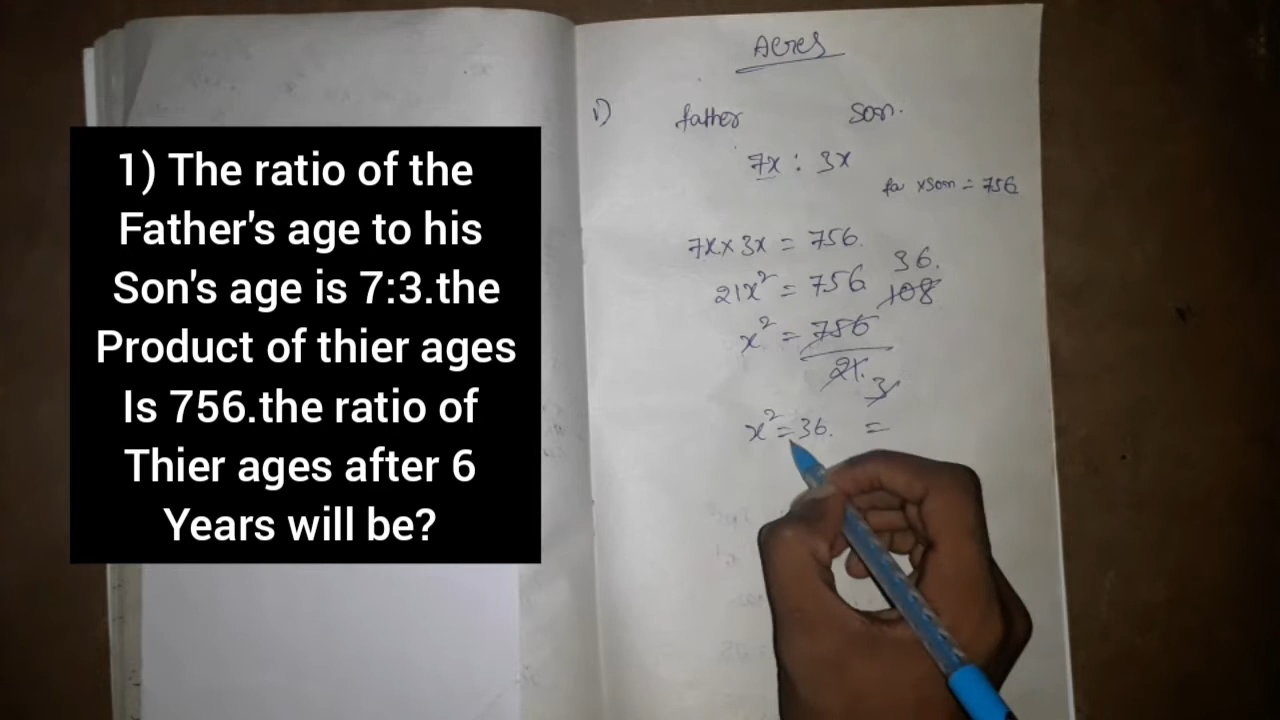 1) The ratio of the
Father's age to his
Son's age is 7:3.the
Product of thier ages
Is 756.the ratio of
Thier ages after 6
Years will be?
1) father son.
7x : 3x
fa x son = 756
7x x 3x = 756.
21x² = 756
36.
108
x² = 756
21.
3
x² = 36. =